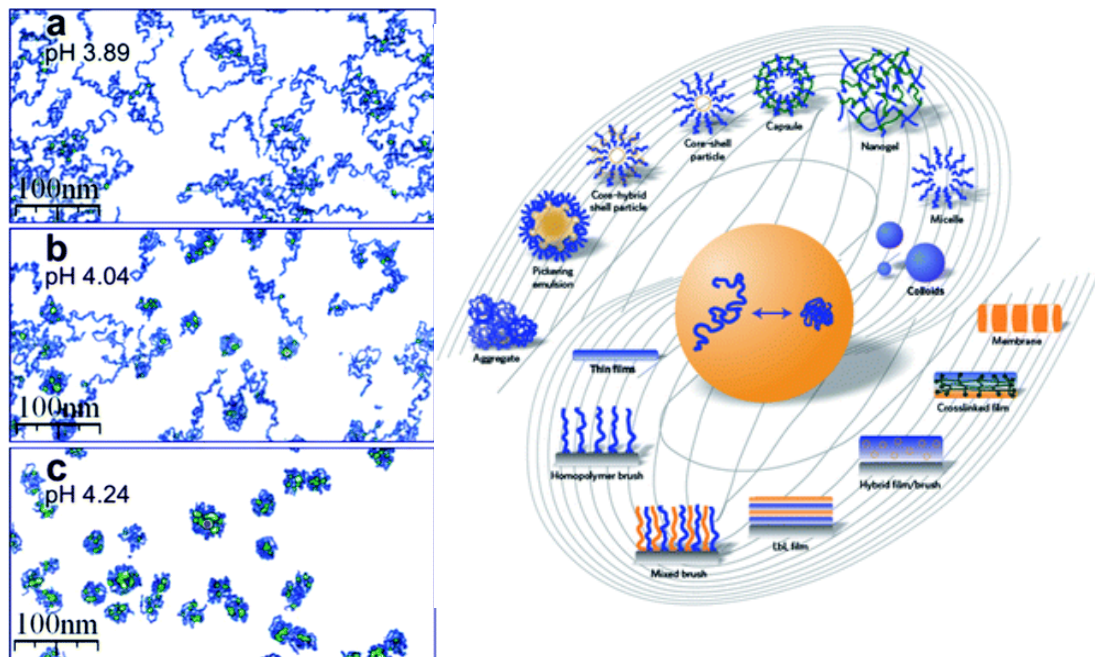 a
pH 3.89
100nm
b
pH 4.04
100nm
c
pH 4.24
100nm
Capsule
Core-shell
particle
Nanogel
Core-hybrid
shell particle
Micelle
Pickering
emulsion
Colloids
Aggregate
Thin films
Membrane
Crosslinked film
Homopolymer brush
Hybrid film/brush
LbL film
Mixed brush